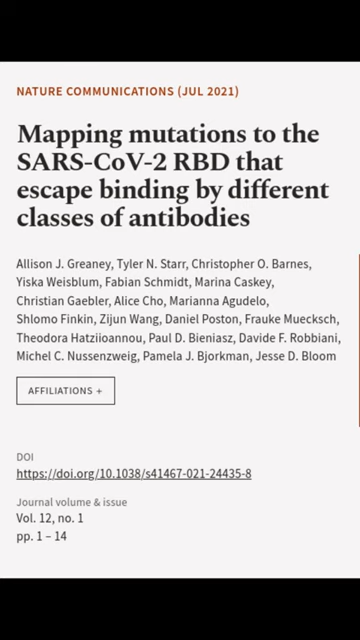 NATURE COMMUNICATIONS (JUL 2021)
Mapping mutations to the
SARS-CoV-2 RBD that
escape binding by different
classes of antibodies
Allison J. Greaney, Tyler N. Starr, Christopher O. Barnes,
Yiska Weisblum, Fabian Schmidt, Marina Caskey,
Christian Gaebler, Alice Cho, Marianna Agudelo,
Shlomo Finkin, Zijun Wang, Daniel Poston, Frauke Muecksch,
Theodora Hatziioannou, Paul D. Bieniasz, Davide F. Robbiani,
Michel C. Nussenzweig, Pamela J. Bjorkman, Jesse D. Bloom
AFFILIATIONS +
DOI
https://doi.org/10.1038/s41467-021-24435-8
Journal volume & issue
Vol. 12, no. 1
pp. 1 – 14